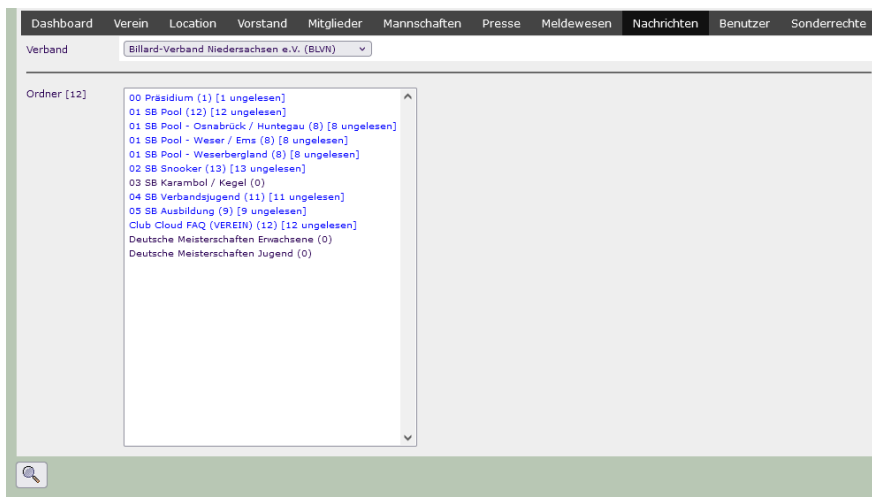 Dashboard Verein Location Vorstand Mitglieder Mannschaften Presse Meldewesen Nachrichten Benutzer Sonderrechte
Verband Billard-Verband Niedersachsen e.V. (BLVN)
Ordner [12]
00 Präsidium (1) [1 ungelesen]
01 SB Pool (12) [12 ungelesen]
01 SB Pool - Osnabrück / Huntegau (8) [8 ungelesen]
01 SB Pool - Weser / Ems (8) [8 ungelesen]
01 SB Pool - Weserbergland (8) [8 ungelesen]
02 SB Snooker (13) [13 ungelesen]
03 SB Karambol / Kegel (0)
04 SB Verbandsjugend (11) [11 ungelesen]
05 SB Ausbildung (9) [9 ungelesen]
Club Cloud FAQ (VEREIN) (12) [12 ungelesen]
Deutsche Meisterschaften Erwachsene (0)
Deutsche Meisterschaften Jugend (0)